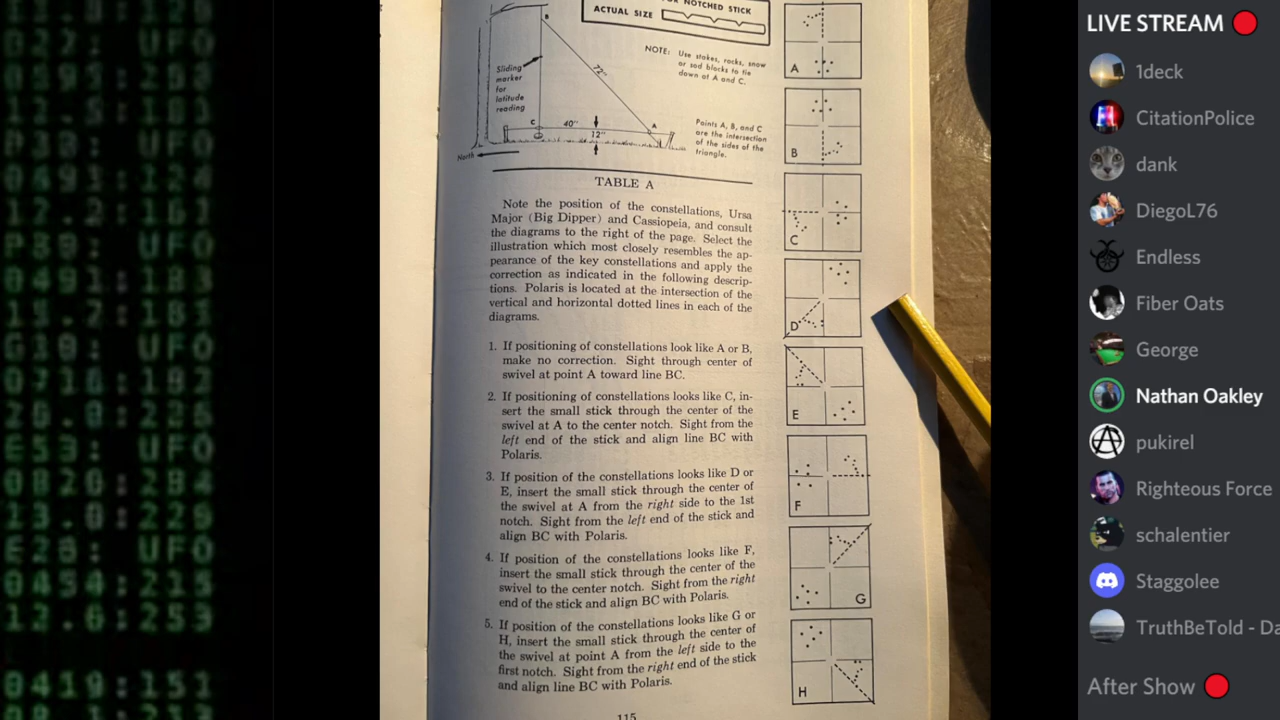 OR NOTCHED STICK
ACTUAL SIZE
B
NOTE: Use stakes, rocks, snow
or sod blocks to tie
down at A and C.
Sliding
marker
for
latitude
reading
72"
C
40"
12"
A
North
Points A, B, and C
are the intersection
of the sides of the
triangle.
TABLE A
Note the position of the constellations, Ursa
Major (Big Dipper) and Cassiopeia, and consult
the diagrams to the right of the page. Select the
illustration which most closely resembles the ap-
pearance of the key constellations and apply the
correction as indicated in the following descrip-
tions. Polaris is located at the intersection of the
vertical and horizontal dotted lines in each of the
diagrams.
1. If positioning of constellations look like A or B,
make no correction. Sight through center of
swivel at point A toward line BC.
2. If positioning of constellations looks like C, in-
sert the small stick through the center of the
swivel at A to the center notch. Sight from the
left end of the stick and align line BC with
Polaris.
3. If position of the constellations looks like D or
E, insert the small stick through the center of
the swivel at A from the right side to the 1st
notch. Sight from the left end of the stick and
align BC with Polaris.
4. If position of the constellations looks like F,
insert the small stick through the center of the
swivel to the center notch. Sight from the right
end of the stick and align BC with Polaris.
5. If position of the constellations looks like G or
H, insert the small stick through the center of
the swivel at point A from the left side to the
first notch. Sight from the right end of the stick
and align line BC with Polaris.
115
A
B
C
D
E
F
G
H
LIVE STREAM
1deck
CitationPolice
dank
DiegoL76
Endless
Fiber Oats
George
Nathan Oakley
pukirel
Righteous Force
schalentier
Staggolee
TruthBeTold - Da
After Show
0419:151